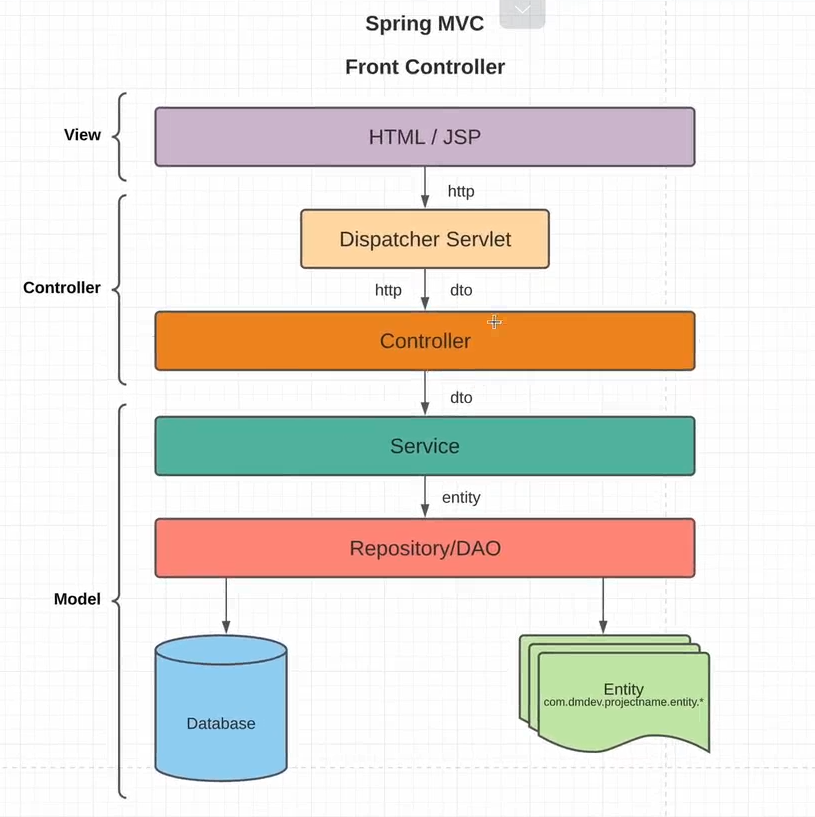 Spring MVC
Front Controller
View
HTML / JSP
http
Dispatcher Servlet
Controller
http
dto
Controller
dto
Service
entity
Repository/DAO
Model
Database
Entity
com.dmdev.projectname.entity.*